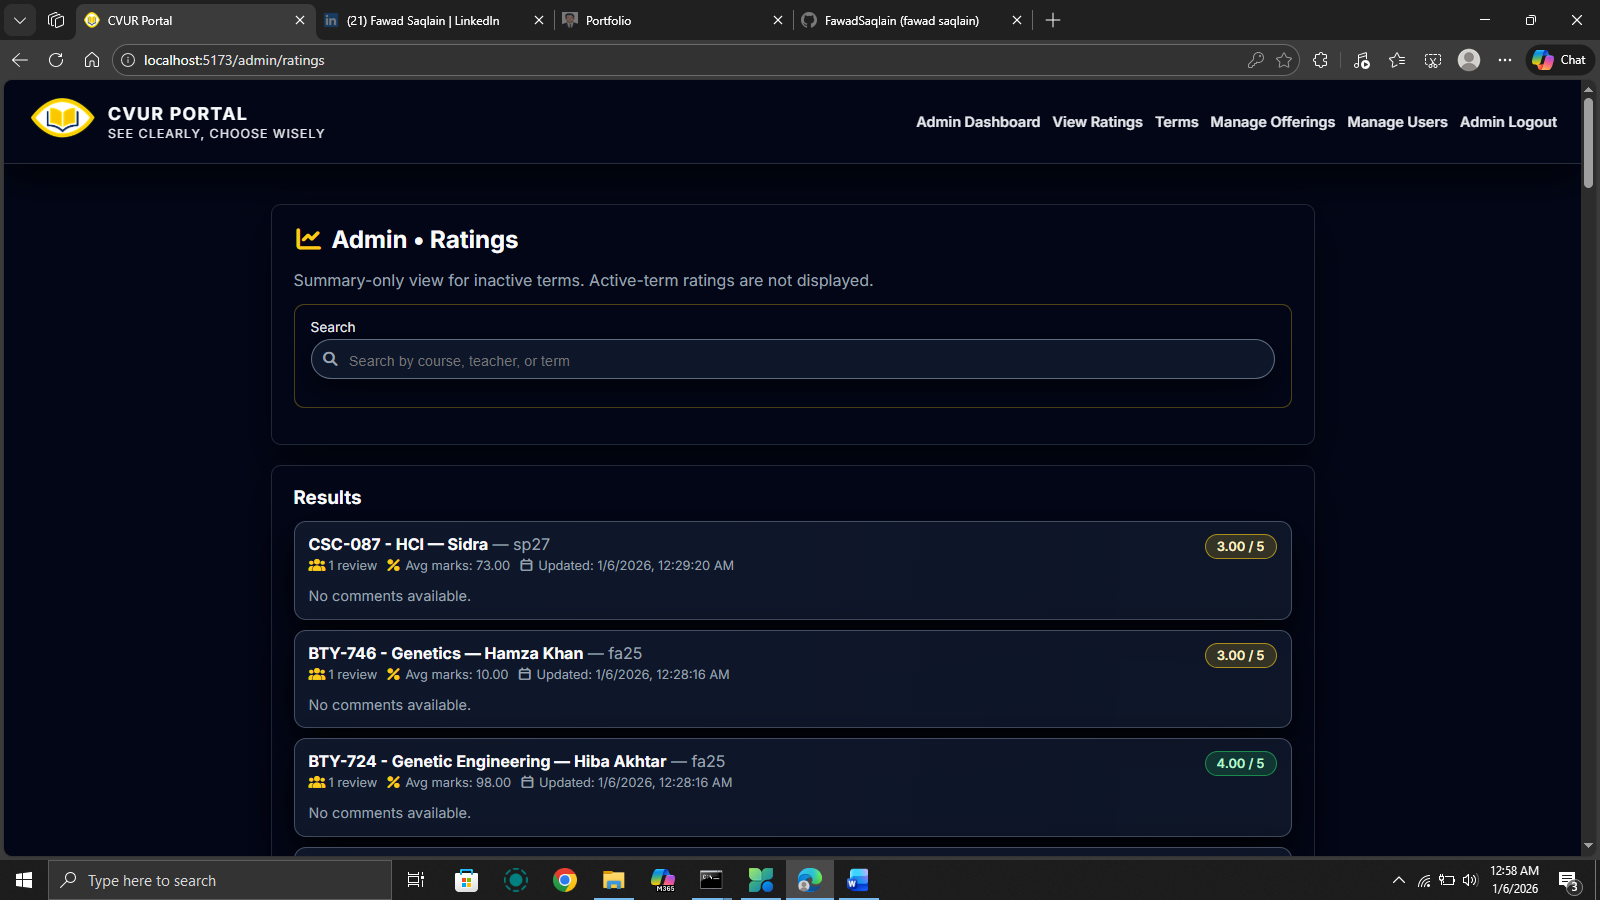 CVUR Portal
(21) Fawad Saqlain | LinkedIn
Portfolio
FawadSaqlain (fawad saqlain)
localhost:5173/admin/ratings
Chat
CVUR PORTAL
SEE CLEARLY, CHOOSE WISELY
Admin Dashboard View Ratings Terms Manage Offerings Manage Users Admin Logout
Admin • Ratings
Summary-only view for inactive terms. Active-term ratings are not displayed.
Search
Search by course, teacher, or term
Results
CSC-087 - HCI — Sidra — sp27
3.00 / 5
1 review % Avg marks: 73.00 Updated: 1/6/2026, 12:29:20 AM
No comments available.
BTY-746 - Genetics — Hamza Khan — fa25
3.00 / 5
1 review % Avg marks: 10.00 Updated: 1/6/2026, 12:28:16 AM
No comments available.
BTY-724 - Genetic Engineering — Hiba Akhtar — fa25
4.00 / 5
1 review % Avg marks: 98.00 Updated: 1/6/2026, 12:28:16 AM
No comments available.
Type here to search
M365
12:58 AM
1/6/2026
3